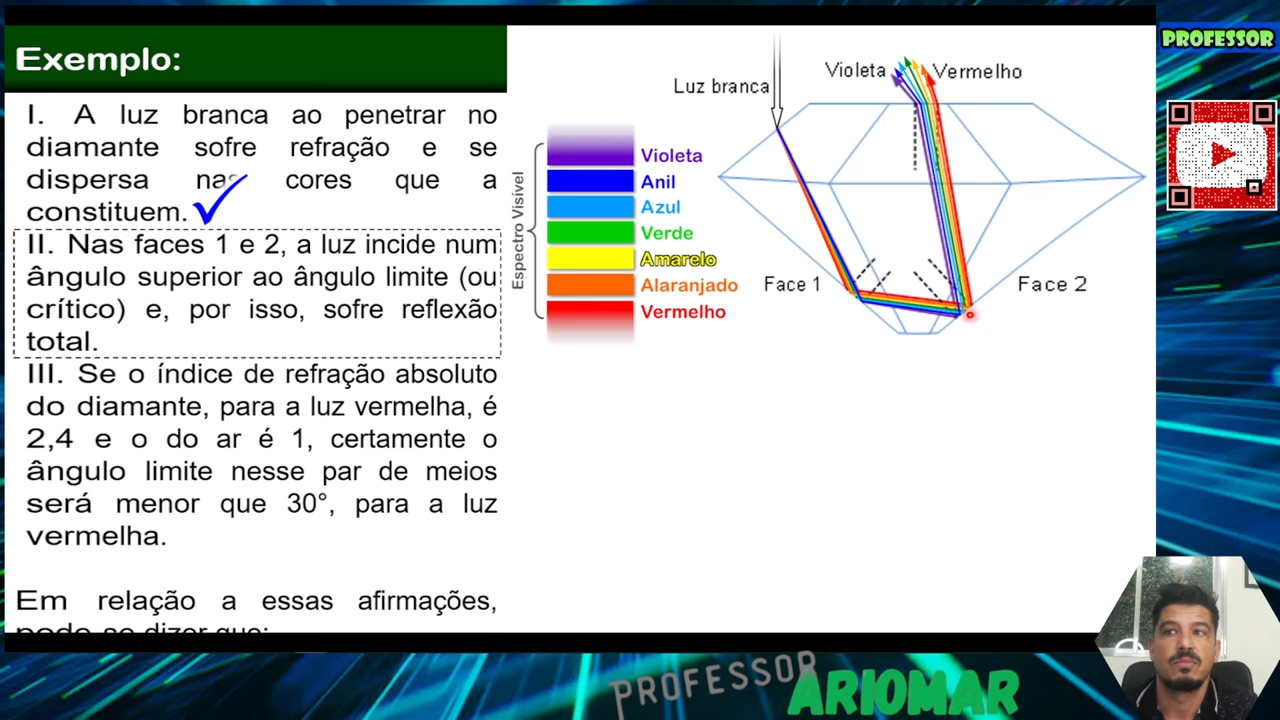 Exemplo:
I. A luz branca ao penetrar no
diamante sofre refração e se
dispersa nas cores que a
constituem.
II. Nas faces 1 e 2, a luz incide num
ângulo superior ao ângulo limite (ou
crítico) e, por isso, sofre reflexão
total.
III. Se o índice de refração absoluto
do diamante, para a luz vermelha, é
2,4 e o do ar é 1, certamente o
ângulo limite nesse par de meios
será menor que 30°, para a luz
vermelha.
Em relação a essas afirmações,
pode-se dizer que:
Espectro Visível
Violeta
Anil
Azul
Verde
Amarelo
Alaranjado
Vermelho
Luz branca
Violeta
Vermelho
Face 1
Face 2
PROFESSOR
PROFESSOR
ARIOMAR